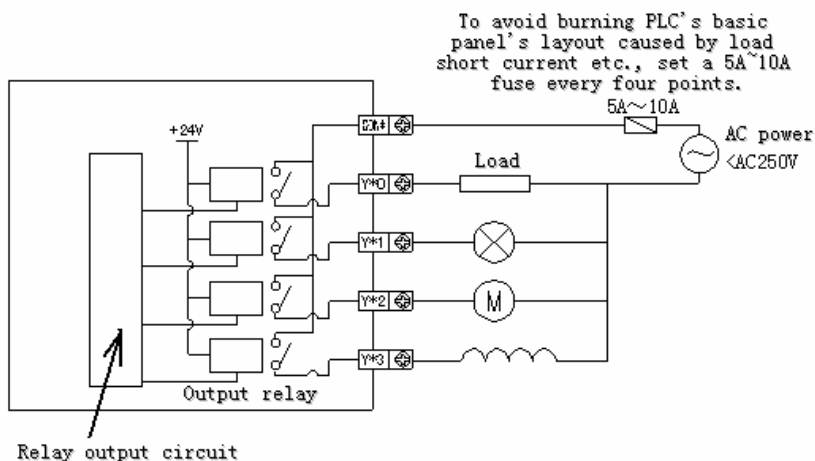 To avoid burning PLC's basic
panel's layout caused by load
short current etc., set a 5A~10A
fuse every four points.
5A～10A
COM#
AC power
<AC250V
+24V
Load
Y*0
Y*1
Y*2
M
Y*3
Output relay
Relay output circuit